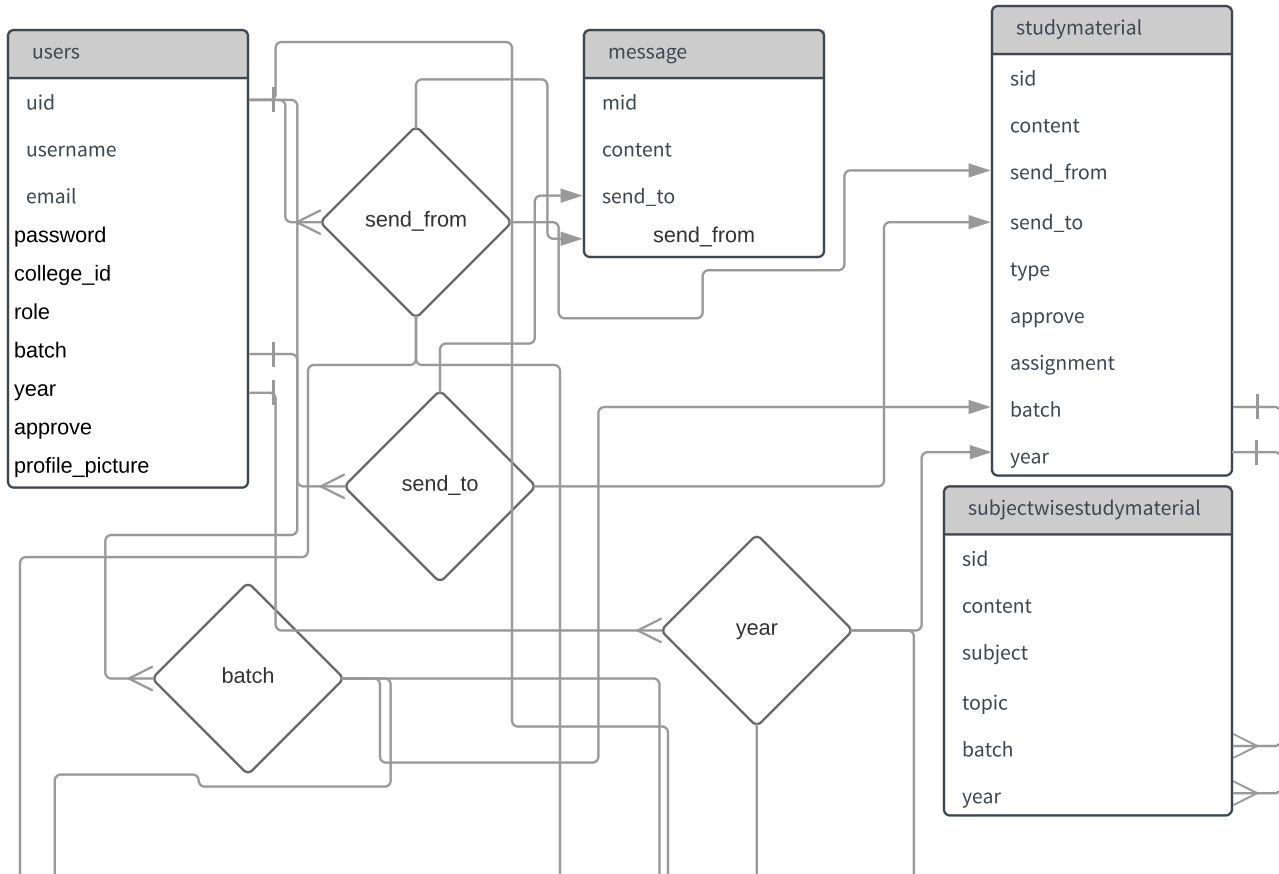 users
uid
username
email
password
college_id
role
batch
year
approve
profile_picture
send_from
message
mid
content
send_to
send_from
studymaterial
sid
content
send_from
send_to
type
approve
assignment
batch
year
send_to
subjectwisestudymaterial
sid
content
subject
topic
batch
year
year
batch